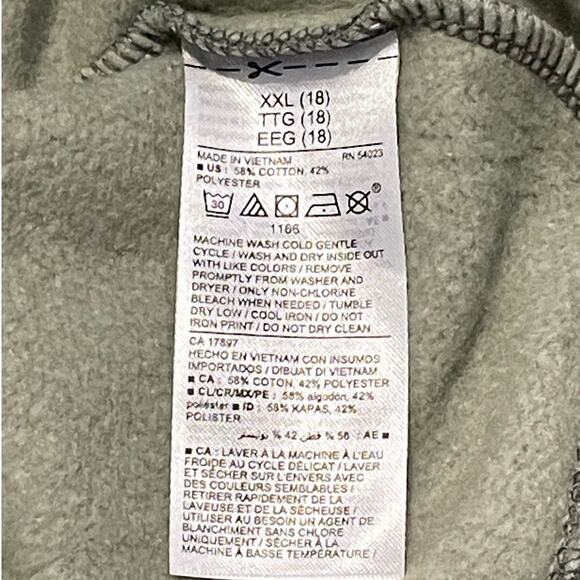 XXL (18)
TTG (18)
EEG (18)
MADE IN VIETNAM RN 54023
■ US : 58% COTTON, 42%
POLYESTER
30
®
1166
MACHINE WASH COLD GENTLE
CYCLE / WASH AND DRY INSIDE OUT
WITH LIKE COLORS / REMOVE
PROMPTLY FROM WASHER AND
DRYER / ONLY NON-CHLORINE
BLEACH WHEN NEEDED / TUMBLE
DRY LOW / COOL IRON / DO NOT
IRON PRINT / DO NOT DRY CLEAN
CA 17897
HECHO EN VIETNAM CON INSUMOS
IMPORTADOS / DIBUAT DI VIETNAM
■ CA : 58% COTON, 42% POLYESTER
■ CL/CR/MX/PE : 58% algodón, 42%
poliéster ■ ID : 58% KAPAS, 42%
POLISTER
■ AE : 58 % قطن, 42 % بوليستر
■ CA : LAVER À LA MACHINE À L'EAU
FROIDE AU CYCLE DÉLICAT / LAVER
ET SÉCHER SUR L'ENVERS AVEC
DES COULEURS SEMBLABLES /
RETIRER RAPIDEMENT DE LA
LAVEUSE ET DE LA SÉCHEUSE /
UTILISER AU BESOIN UN AGENT DE
BLANCHIMENT SANS CHLORE
UNIQUEMENT / SÉCHER À LA
MACHINE À BASSE TEMPÉRATURE /